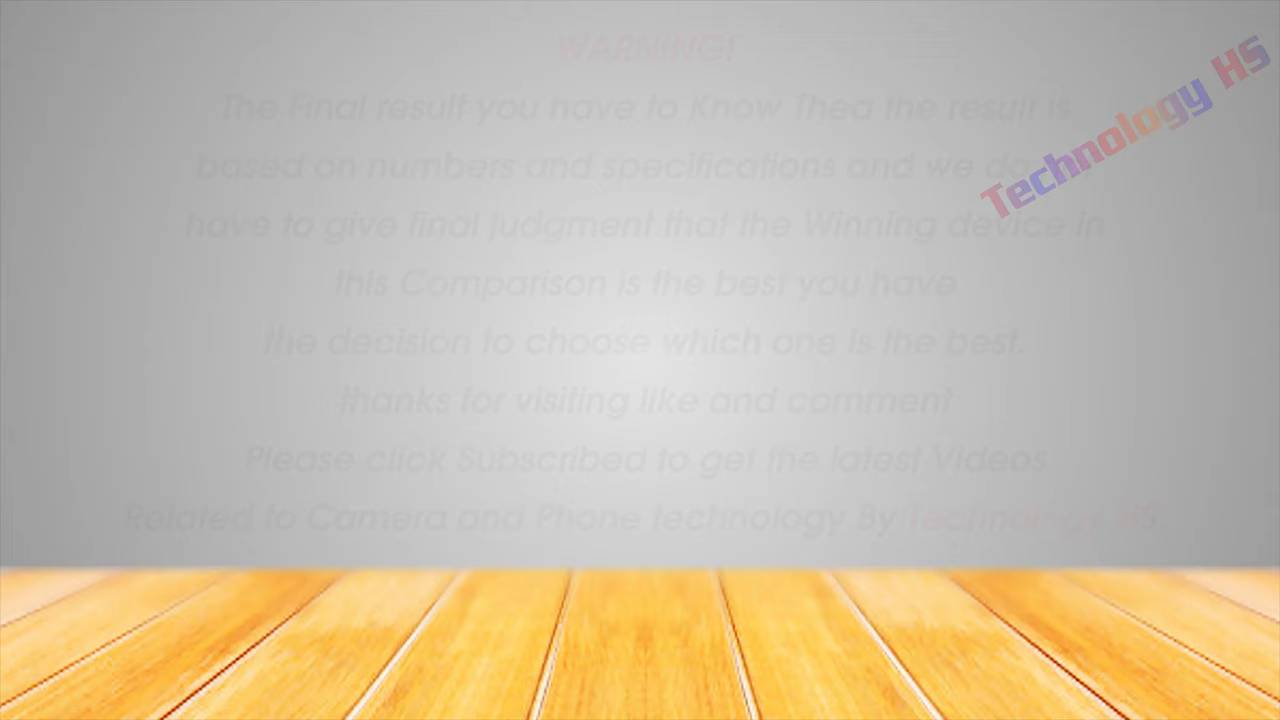 WARNING!
The Final result you have to Know Thea the result is
based on numbers and specifications and we do
have to give final Judgment that the Winning device in
this Comparison is the best you have
the decision to choose which one is the best.
thanks for visiting like and comment
Please click Subscribed to get the latest Videos
Related to Camera and Phone technology By Technology HS
Technology HS